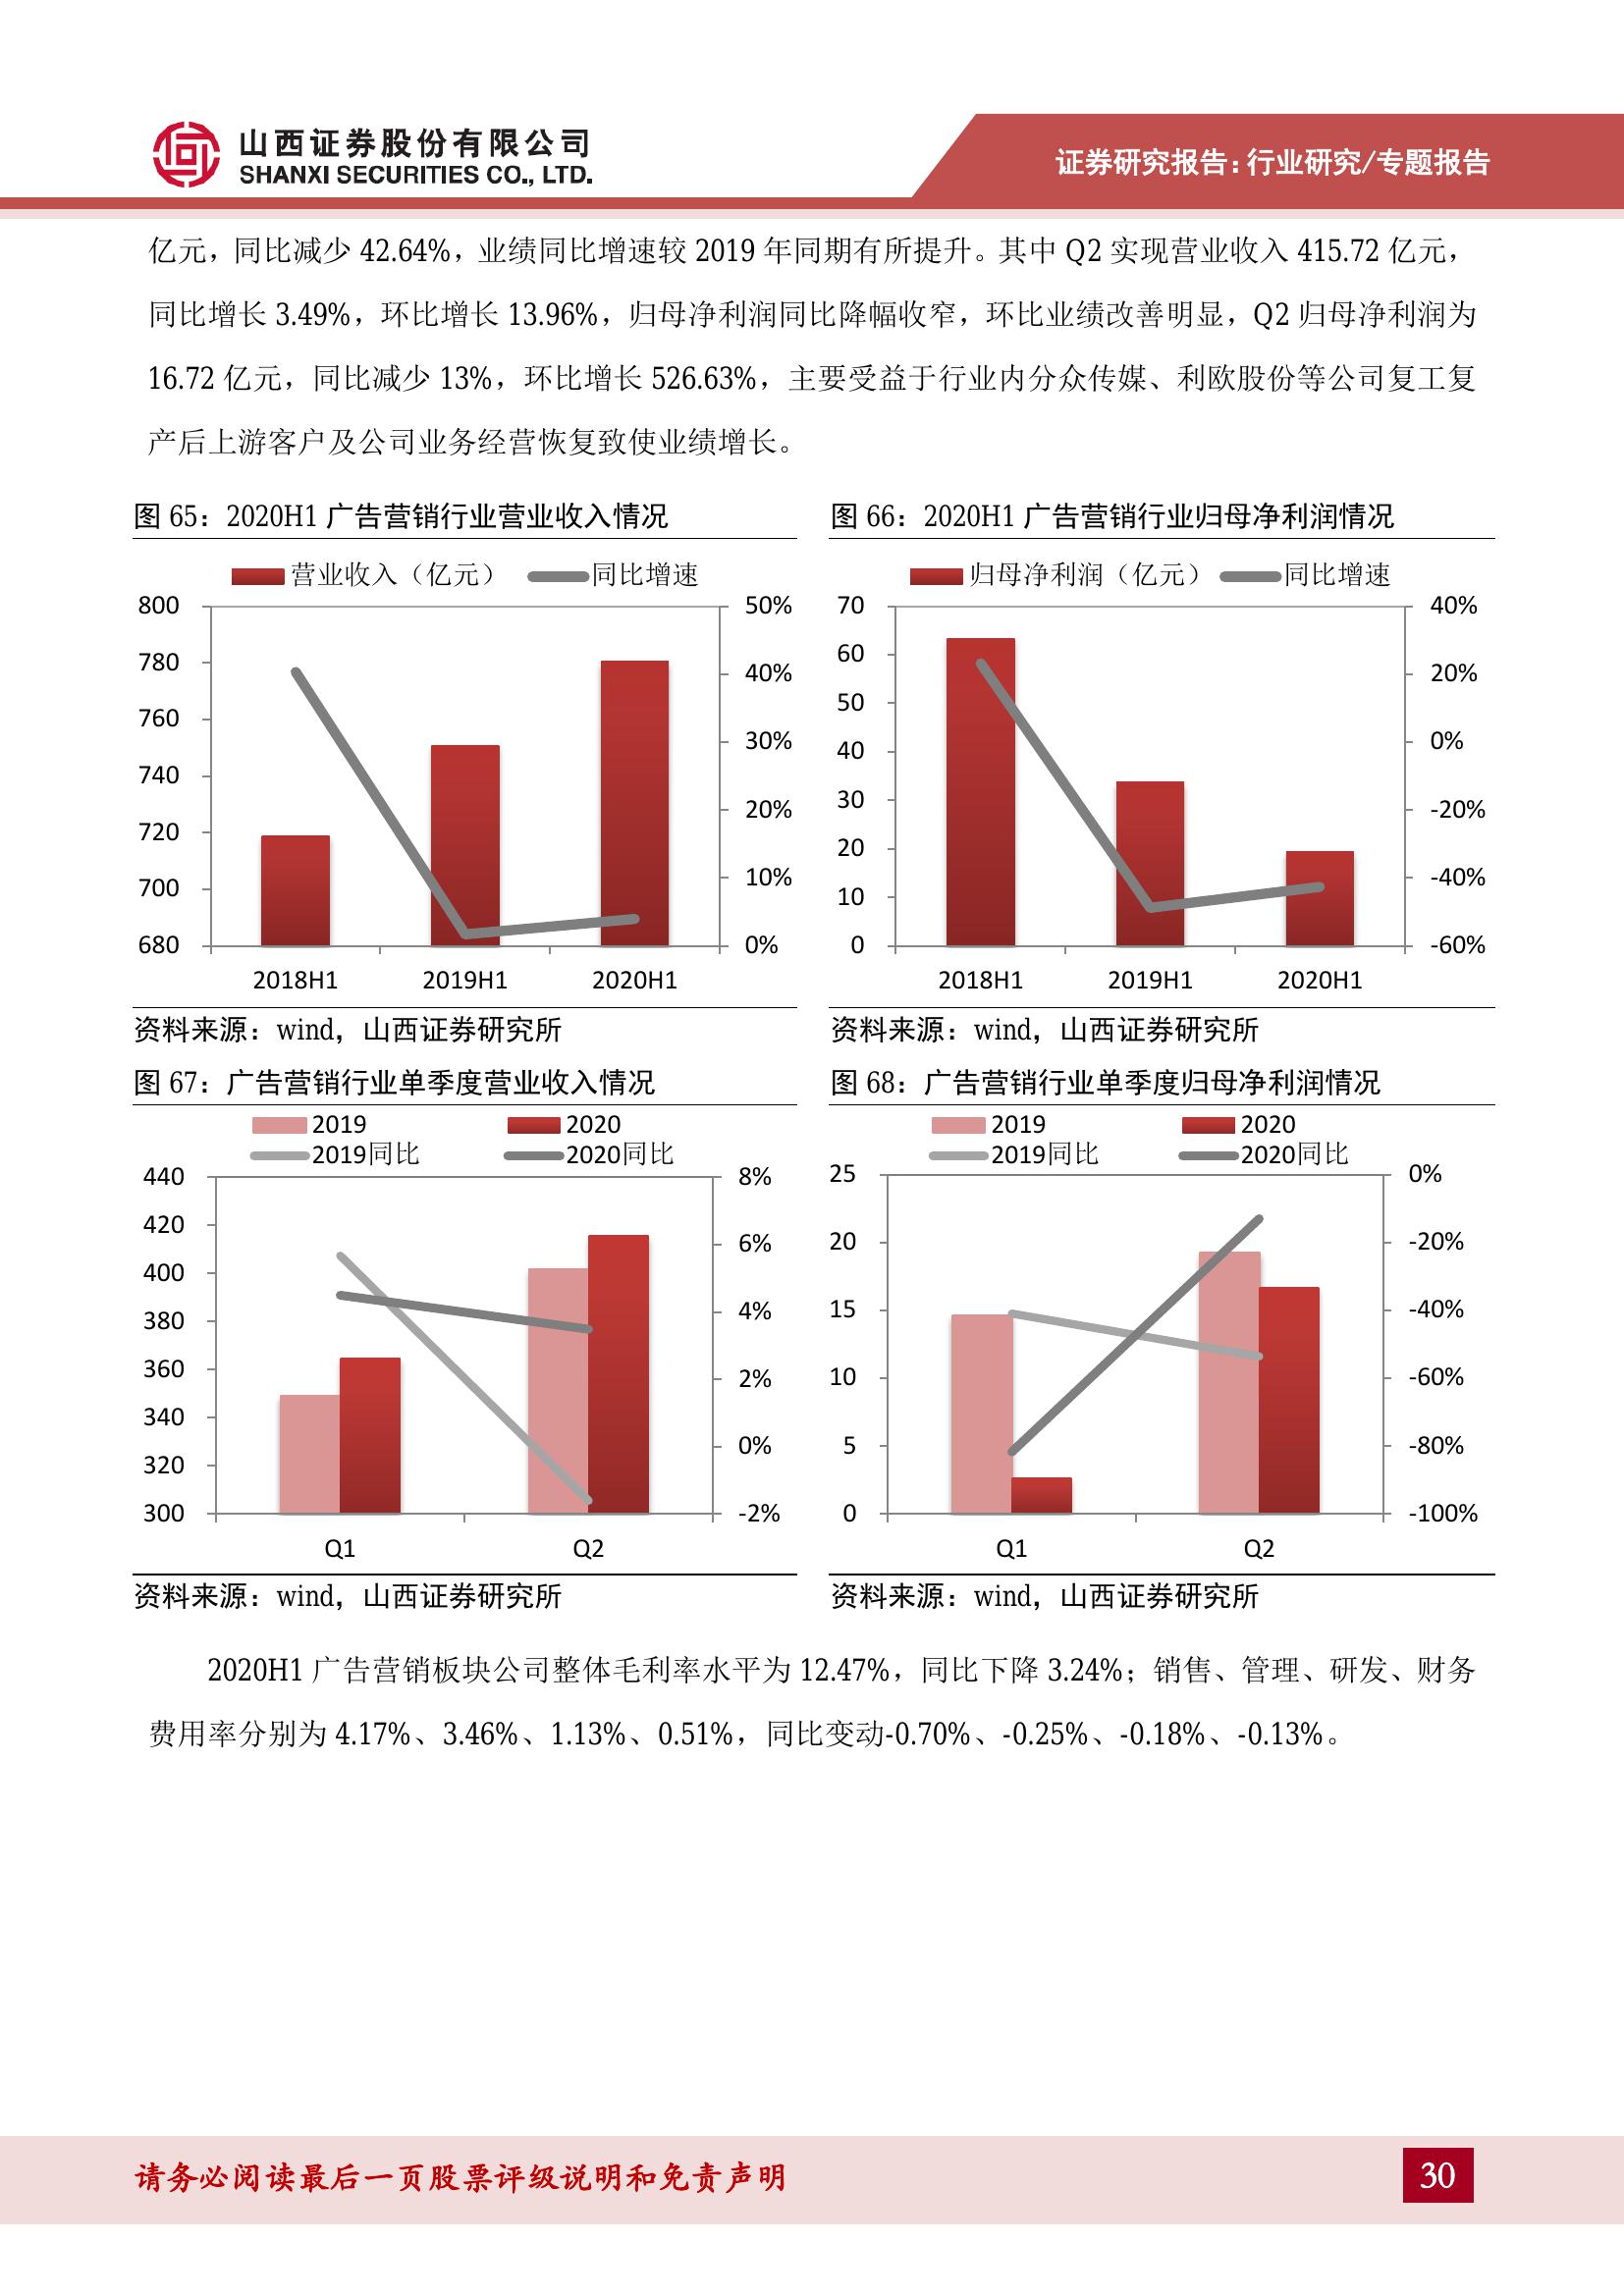 山西证券股份有限公司
SHANXI SECURITIES CO., LTD.
证券研究报告：行业研究/专题报告
亿元，同比减少 42.64%，业绩同比增速较 2019 年同期有所提升。其中 Q2 实现营业收入 415.72 亿元，
同比增长 3.49%，环比增长 13.96%，归母净利润同比降幅收窄，环比业绩改善明显，Q2 归母净利润为
16.72 亿元，同比减少 13%，环比增长 526.63%，主要受益于行业内分众传媒、利欧股份等公司复工复
产后上游客户及公司业务经营恢复致使业绩增长。
图 65：2020H1 广告营销行业营业收入情况
营业收入（亿元） 同比增速
800 50%
780 40%
760 30%
740 20%
720 10%
700 0%
680
2018H1 2019H1 2020H1
资料来源：wind，山西证券研究所
图 66：2020H1 广告营销行业归母净利润情况
归母净利润（亿元） 同比增速
70 40%
60 20%
50 0%
40 -20%
30 -40%
20 -60%
10
0
2018H1 2019H1 2020H1
资料来源：wind，山西证券研究所
图 67：广告营销行业单季度营业收入情况
2019 2020
2019同比 2020同比
440 8%
420 6%
400 4%
380 2%
360 0%
340 -2%
320
300
Q1 Q2
资料来源：wind，山西证券研究所
图 68：广告营销行业单季度归母净利润情况
2019 2020
2019同比 2020同比
25 0%
20 -20%
15 -40%
10 -60%
5 -80%
0 -100%
Q1 Q2
资料来源：wind，山西证券研究所
2020H1 广告营销板块公司整体毛利率水平为 12.47%，同比下降 3.24%；销售、管理、研发、财务
费用率分别为 4.17%、3.46%、1.13%、0.51%，同比变动-0.70%、-0.25%、-0.18%、-0.13%。
请务必阅读最后一页股票评级说明和免责声明
30